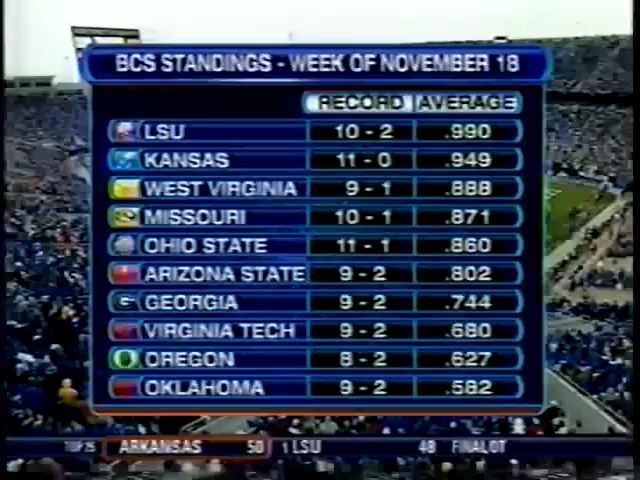 BCS STANDINGS - WEEK OF NOVEMBER 18
RECORD AVERAGE
LSU 10 - 2 .990
KANSAS 11 - 0 .949
WEST VIRGINIA 9 - 1 .888
MISSOURI 10 - 1 .871
OHIO STATE 11 - 1 .860
ARIZONA STATE 9 - 2 .802
GEORGIA 9 - 2 .744
VIRGINIA TECH 9 - 2 .680
OREGON 8 - 2 .627
OKLAHOMA 9 - 2 .582
TOP 25 ARKANSAS 50 1 LSU 48 FINAL OT